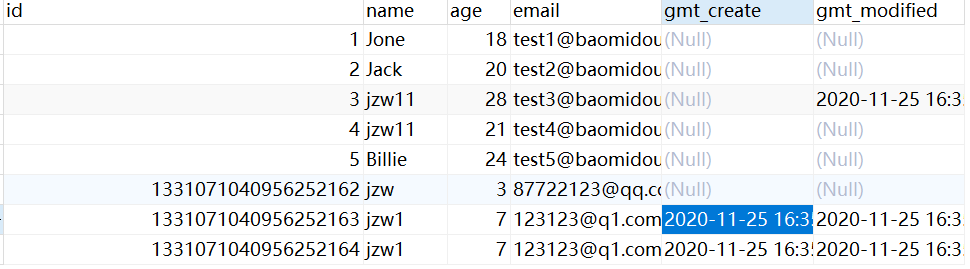 id name age email gmt_create gmt_modified
1 Jone 18 test1@baomidou (Null) (Null)
2 Jack 20 test2@baomidou (Null) (Null)
3 jzw11 28 test3@baomidou (Null) 2020-11-25 16:3
4 jzw11 21 test4@baomidou (Null) (Null)
5 Billie 24 test5@baomidou (Null) (Null)
1331071040956252162 jzw 3 87722123@qq.co (Null) (Null)
1331071040956252163 jzw1 7 123123@q1.com 2020-11-25 16:3 2020-11-25 16:3
1331071040956252164 jzw1 7 123123@q1.com 2020-11-25 16:35 2020-11-25 16:3